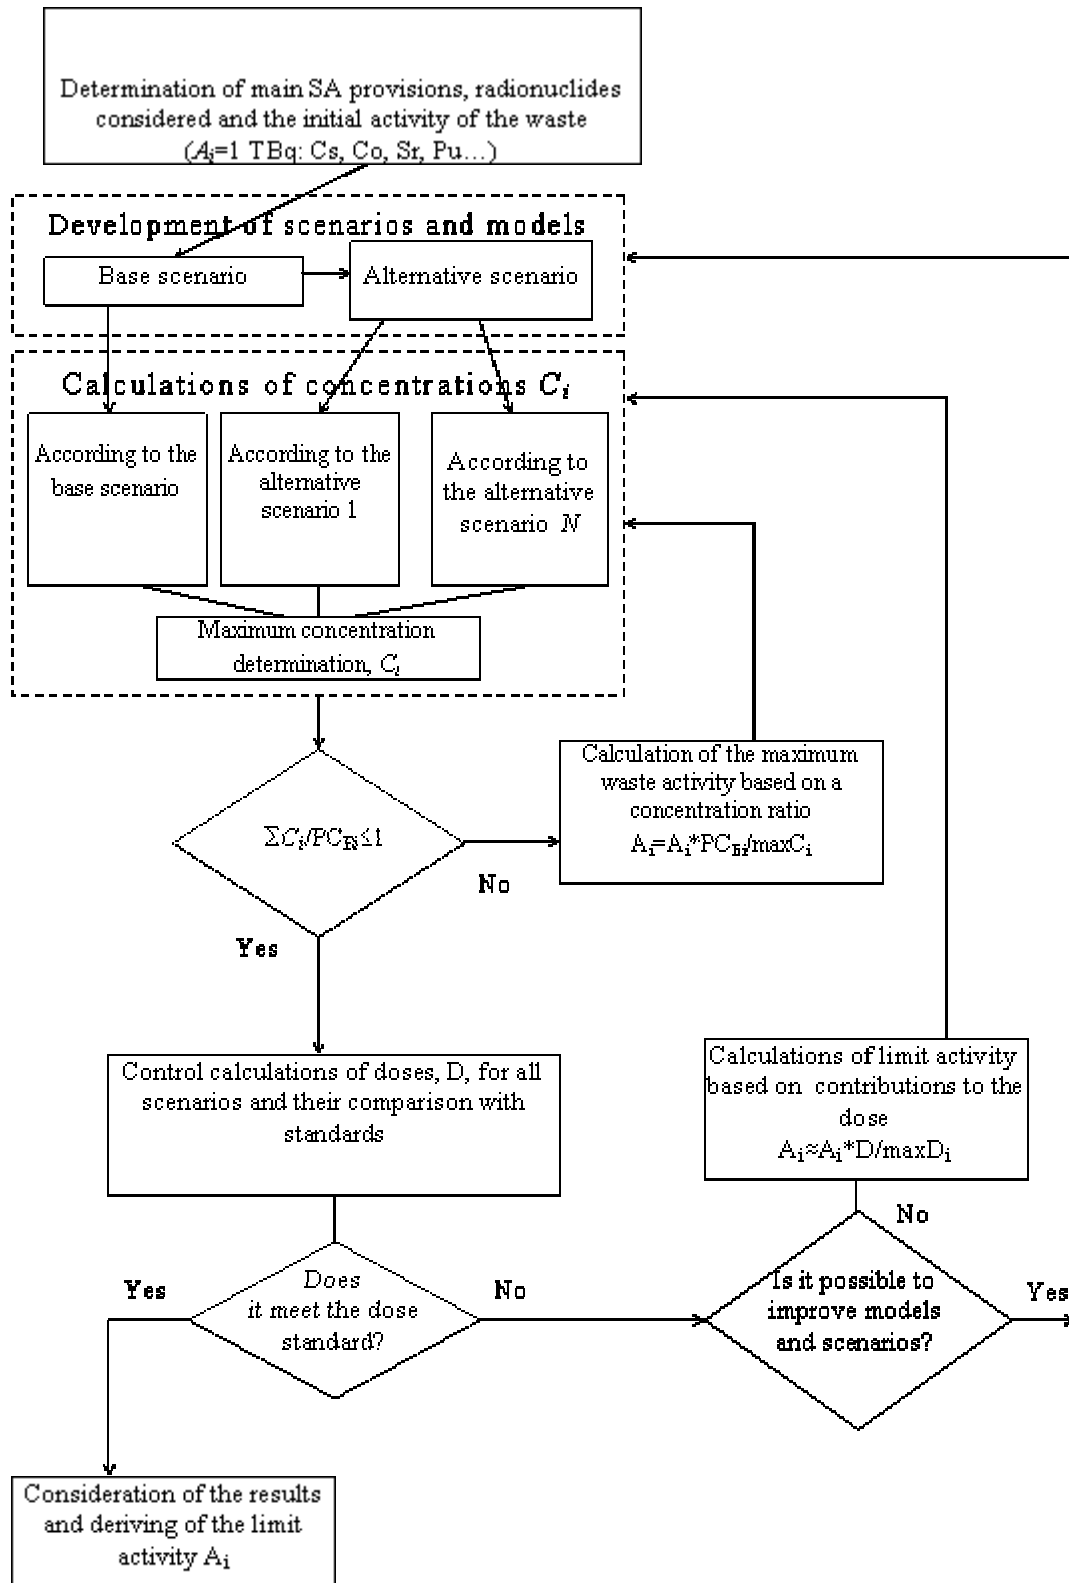 Determination of main SA provisions, radionuclides
considered and the initial activity of the waste
(Aᵢ=1 TBq: Cs, Co, Sr, Pu...)
Development of scenarios and models
Base scenario
Alternative scenario
Calculations of concentrations Cᵢ
According to the
base scenario
According to the
alternative
scenario 1
According to
the alternative
scenario N
Maximum concentration
determination, Cᵢ
ΣCᵢ/PC ≤1
No
Yes
Calculation of the maximum
waste activity based on a
concentration ratio
Aᵢ=Aᵢ*PC /maxCᵢ
Control calculations of doses, D, for all
scenarios and their comparison with
standards
Calculations of limit activity
based on contributions to the
dose
Aᵢ≈Aᵢ*D/maxDᵢ
No
Yes
Does
it meet the dose
standard?
No
Is it possible to
improve models
and scenarios?
Yes
Consideration of the results
and deriving of the limit
activity Aᵢ